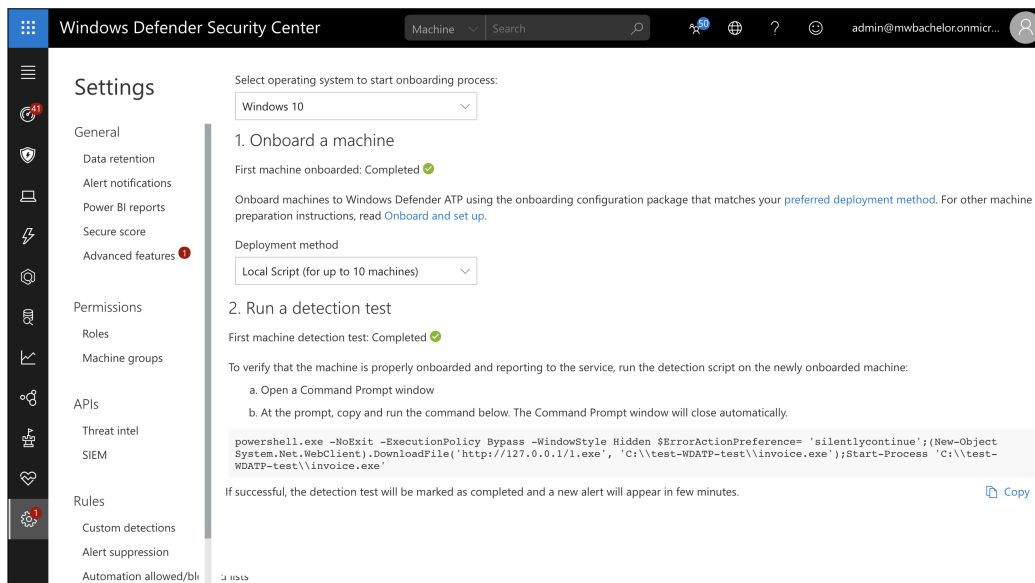 Windows Defender Security Center
Machine
Search
50
?
admin@mwbachelor.onmicr...
41
1
Settings
General
Data retention
Alert notifications
Power BI reports
Secure score
Advanced features 1
Permissions
Roles
Machine groups
APIs
Threat intel
SIEM
Rules
Custom detections
Alert suppression
Select operating system to start onboarding process:
Windows 10
1. Onboard a machine
First machine onboarded: Completed
Onboard machines to Windows Defender ATP using the onboarding configuration package that matches your preferred deployment method. For other machine
preparation instructions, read Onboard and set up.
Deployment method
Local Script (for up to 10 machines)
2. Run a detection test
First machine detection test: Completed
To verify that the machine is properly onboarded and reporting to the service, run the detection script on the newly onboarded machine:
a. Open a Command Prompt window
b. At the prompt, copy and run the command below. The Command Prompt window will close automatically.
powershell.exe -NoExit -ExecutionPolicy Bypass -WindowStyle Hidden $ErrorActionPreference= 'silentlycontinue';(New-Object
System.Net.WebClient).DownloadFile('http://127.0.0.1/1.exe', 'C:\\test-WDATP-test\\invoice.exe');Start-Process 'C:\\test-
WDATP-test\\invoice.exe'
If successful, the detection test will be marked as completed and a new alert will appear in few minutes.
Copy
Automation allowed/bl
lists